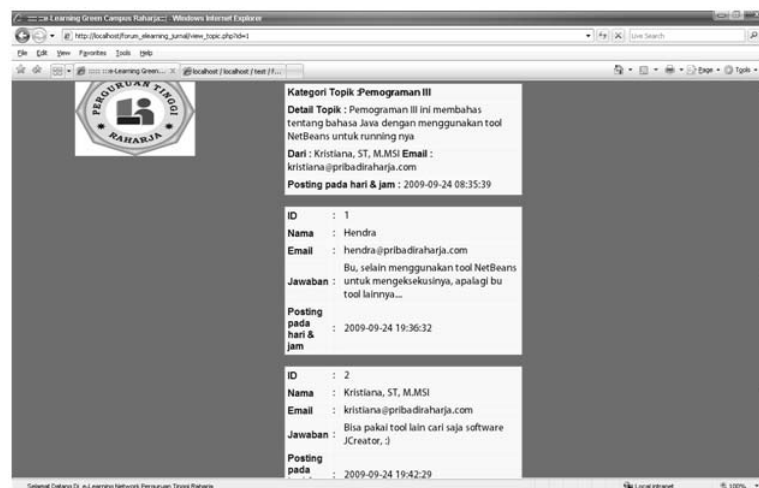 ::: :::e-Learning Green Campus Raharja::: - Windows Internet Explorer
http://localhost/forum_elearning_jurnal/view_topic.php?id=1
Live Search
File Edit View Favorites Tools Help
::::: :::e-Learning Green... localhost / localhost / test / f...
Page Tools
PERGURUAN TINGGI
RAHARJA
Kategori Topik :Pemograman III
Detail Topik : Pemograman III ini membahas
tentang bahasa Java dengan menggunakan tool
NetBeans untuk running nya
Dari : Kristiana, ST, M.MSI Email :
kristiana@pribadiraharja.com
Posting pada hari & jam : 2009-09-24 08:35:39
ID : 1
Nama : Hendra
Email : hendra@pribadiraharja.com
Jawaban : Bu, selain menggunakan tool NetBeans
untuk mengeksekusinya, apalagi bu
tool lainnya...
Posting
pada
hari & : 2009-09-24 19:36:32
jam
ID : 2
Nama : Kristiana, ST, M.MSI
Email : kristiana@pribadiraharja.com
Jawaban : Bisa pakai tool lain cari saja software
JCreator, :)
Posting
pada : 2009-09-24 19:42:29
Selamat Datang Di e-Learning Network Perguruan Tinggi Raharja Local intranet 100%